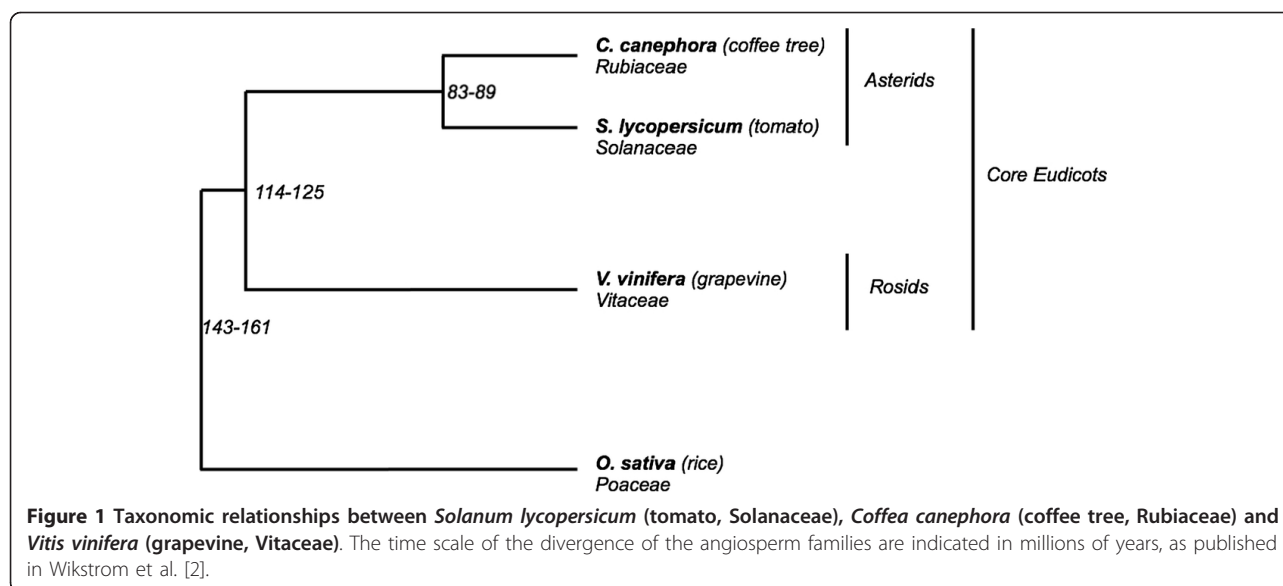 C. canephora (coffee tree)
Rubiaceae
Asterids
83-89
S. lycopersicum (tomato)
Solanaceae
Core Eudicots
114-125
V. vinifera (grapevine)
Vitaceae
Rosids
143-161
O. sativa (rice)
Poaceae
Figure 1 Taxonomic relationships between Solanum lycopersicum (tomato, Solanaceae), Coffea canephora (coffee tree, Rubiaceae) and
Vitis vinifera (grapevine, Vitaceae). The time scale of the divergence of the angiosperm families are indicated in millions of years, as published
in Wikstrom et al. [2].